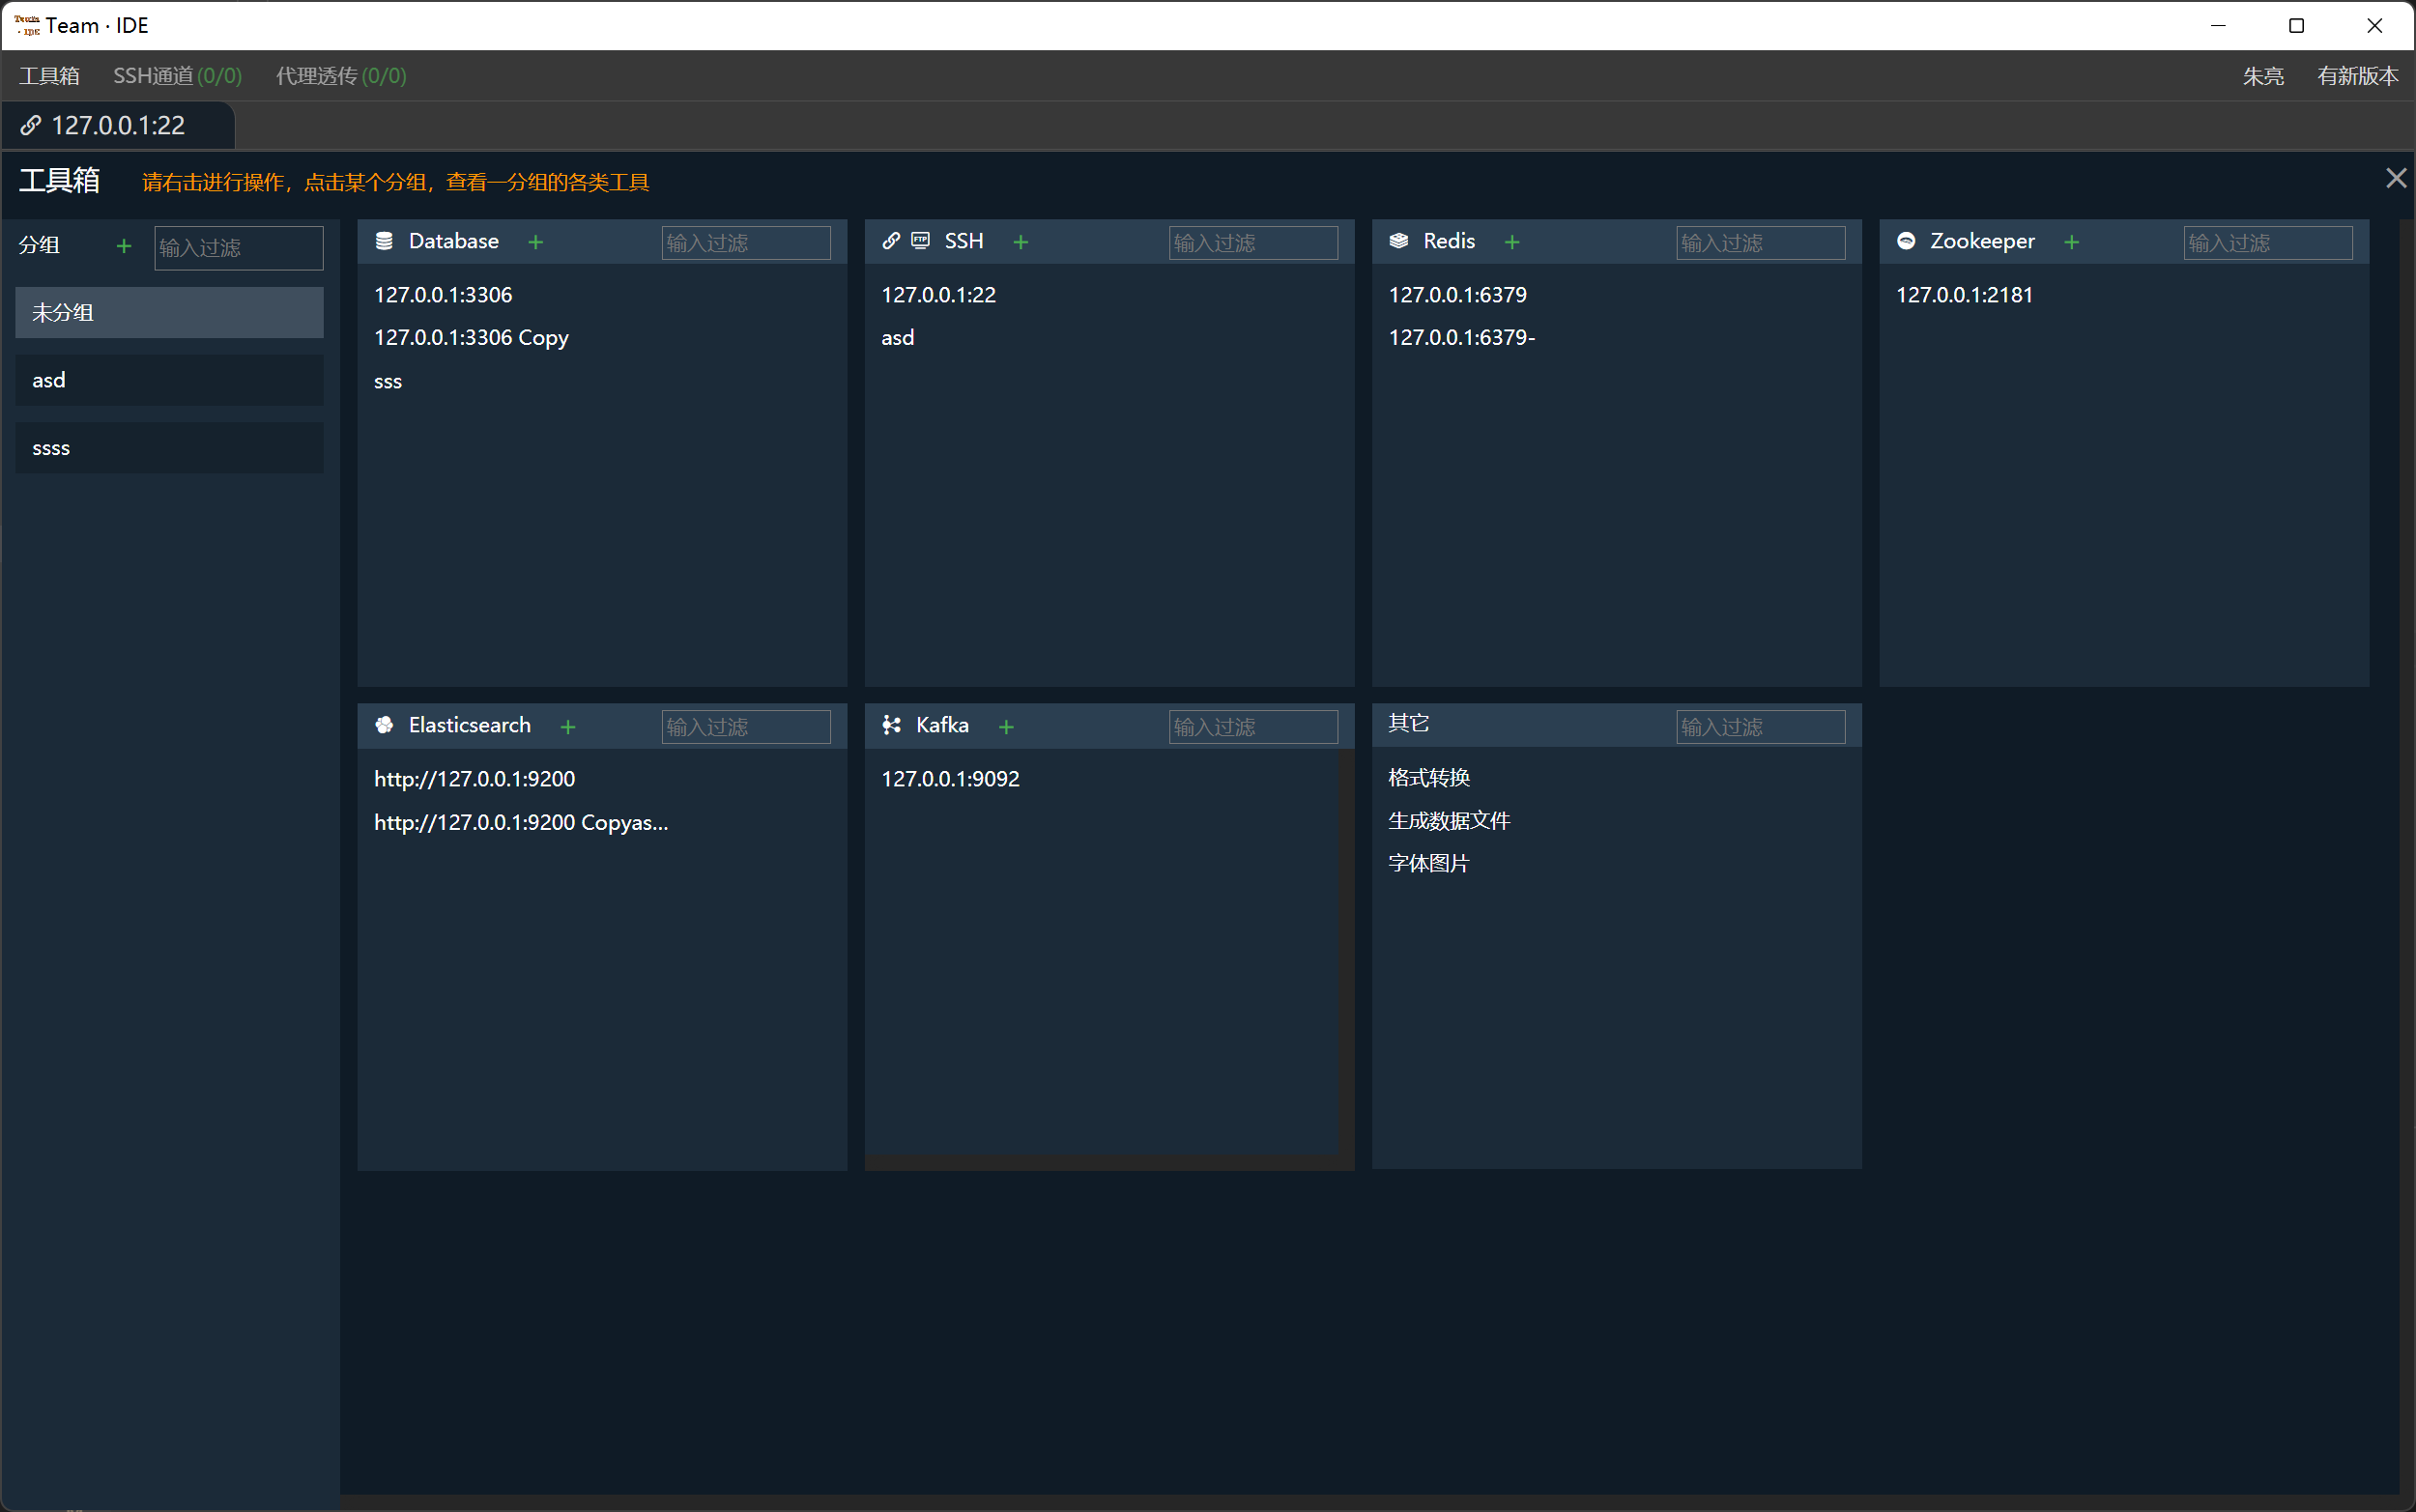 Team · IDE
Team · IDE
工具箱 SSH通道 (0/0) 代理透传 (0/0) 朱亮 有新版本
127.0.0.1:22
工具箱 请右击进行操作，点击某个分组，查看一分组的各类工具
分组 + 输入过滤
未分组
asd
ssss
Database + 输入过滤
127.0.0.1:3306
127.0.0.1:3306 Copy
sss
FTP SSH + 输入过滤
127.0.0.1:22
asd
Redis + 输入过滤
127.0.0.1:6379
127.0.0.1:6379-
Zookeeper + 输入过滤
127.0.0.1:2181
Elasticsearch + 输入过滤
http://127.0.0.1:9200
http://127.0.0.1:9200 Copyas...
Kafka + 输入过滤
127.0.0.1:9092
其它 输入过滤
格式转换
生成数据文件
字体图片